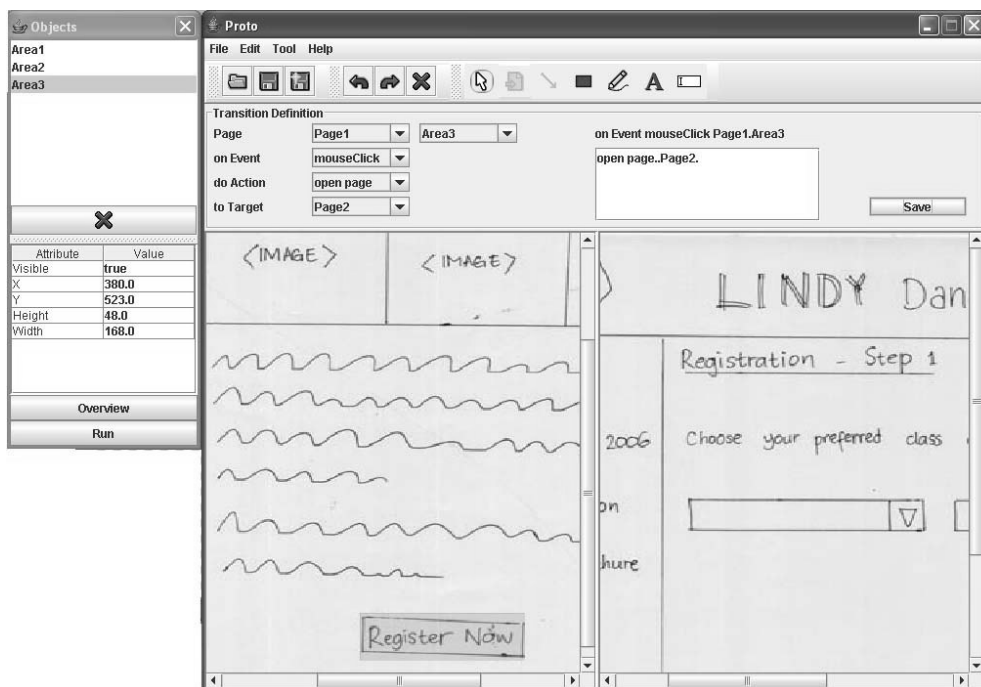 Objects
Area1
Area2
Area3
Attribute Value
Visible true
X 380.0
Y 523.0
Height 48.0
Width 168.0
Overview
Run
Proto
File Edit Tool Help
A
Transition Definition
Page Page1 Area3
on Event mouseClick
do Action open page
to Target Page2
on Event mouseClick Page1.Area3
open page..Page2.
Save
<IMAGE> <IMAGE>
Register Now
LINDY Dan
Registration - Step 1
2006 Choose your preferred class
on
hure